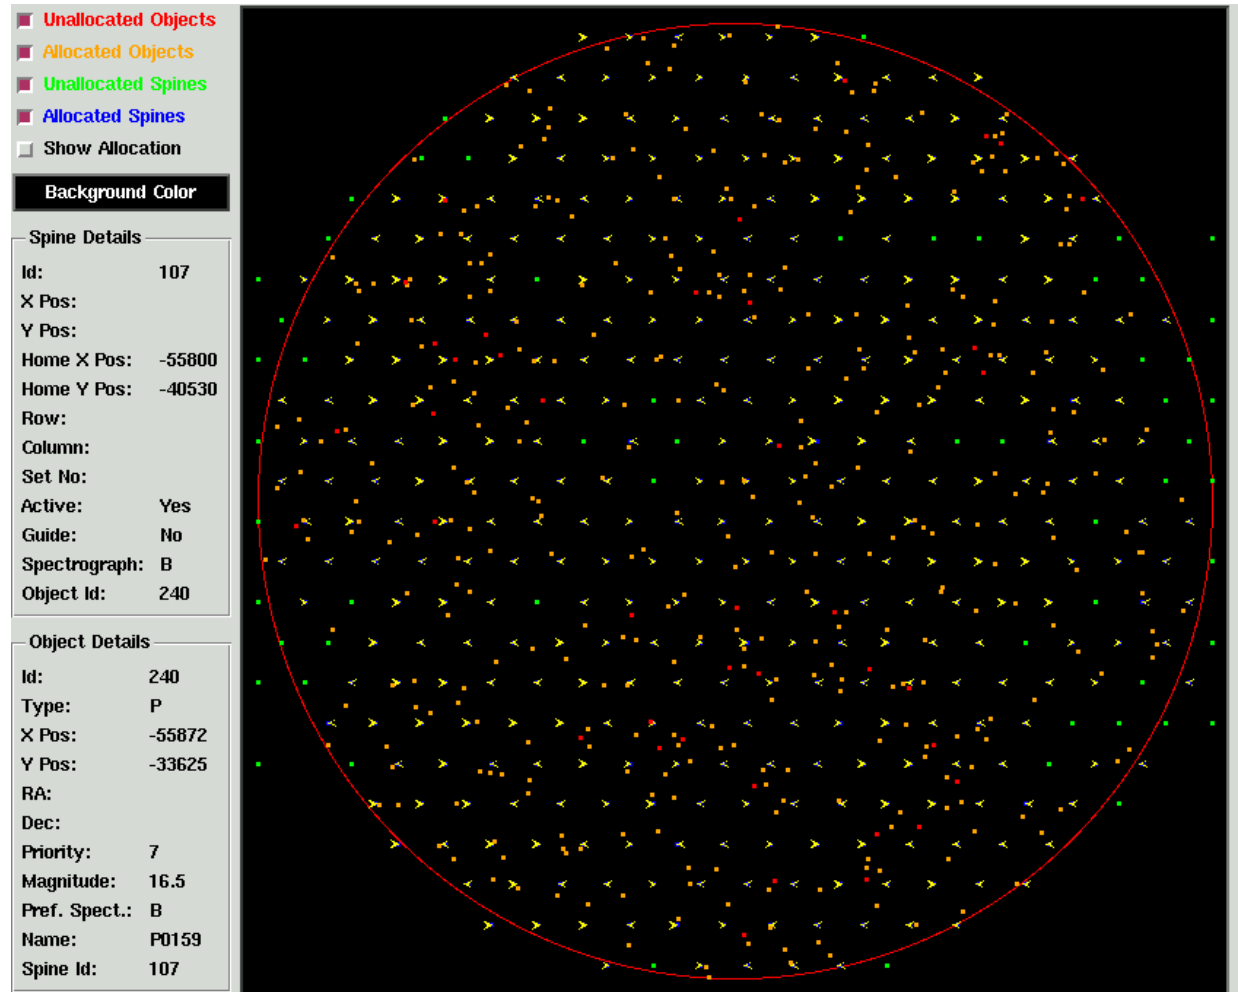 Unallocated Objects
Allocated Objects
Unallocated Spines
Allocated Spines
Show Allocation
Background Color
Spine Details
Id: 107
X Pos:
Y Pos:
Home X Pos: -55800
Home Y Pos: -40530
Row:
Column:
Set No:
Active: Yes
Guide: No
Spectrograph: B
Object Id: 240
Object Details
Id: 240
Type: P
X Pos: -55872
Y Pos: -33625
RA:
Dec:
Priority: 7
Magnitude: 16.5
Pref. Spect.: B
Name: P0159
Spine Id: 107